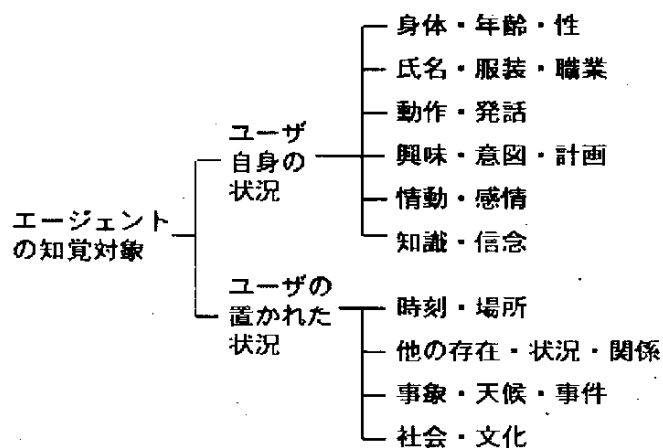 身体・年齢・性
氏名・服装・職業
動作・発話
興味・意図・計画
情動・感情
知識・信念
ユーザ
自身の
状況
エージェント
の知覚対象
ユーザの
置かれた
状況
時刻・場所
他の存在・状況・関係
事象・天候・事件
社会・文化